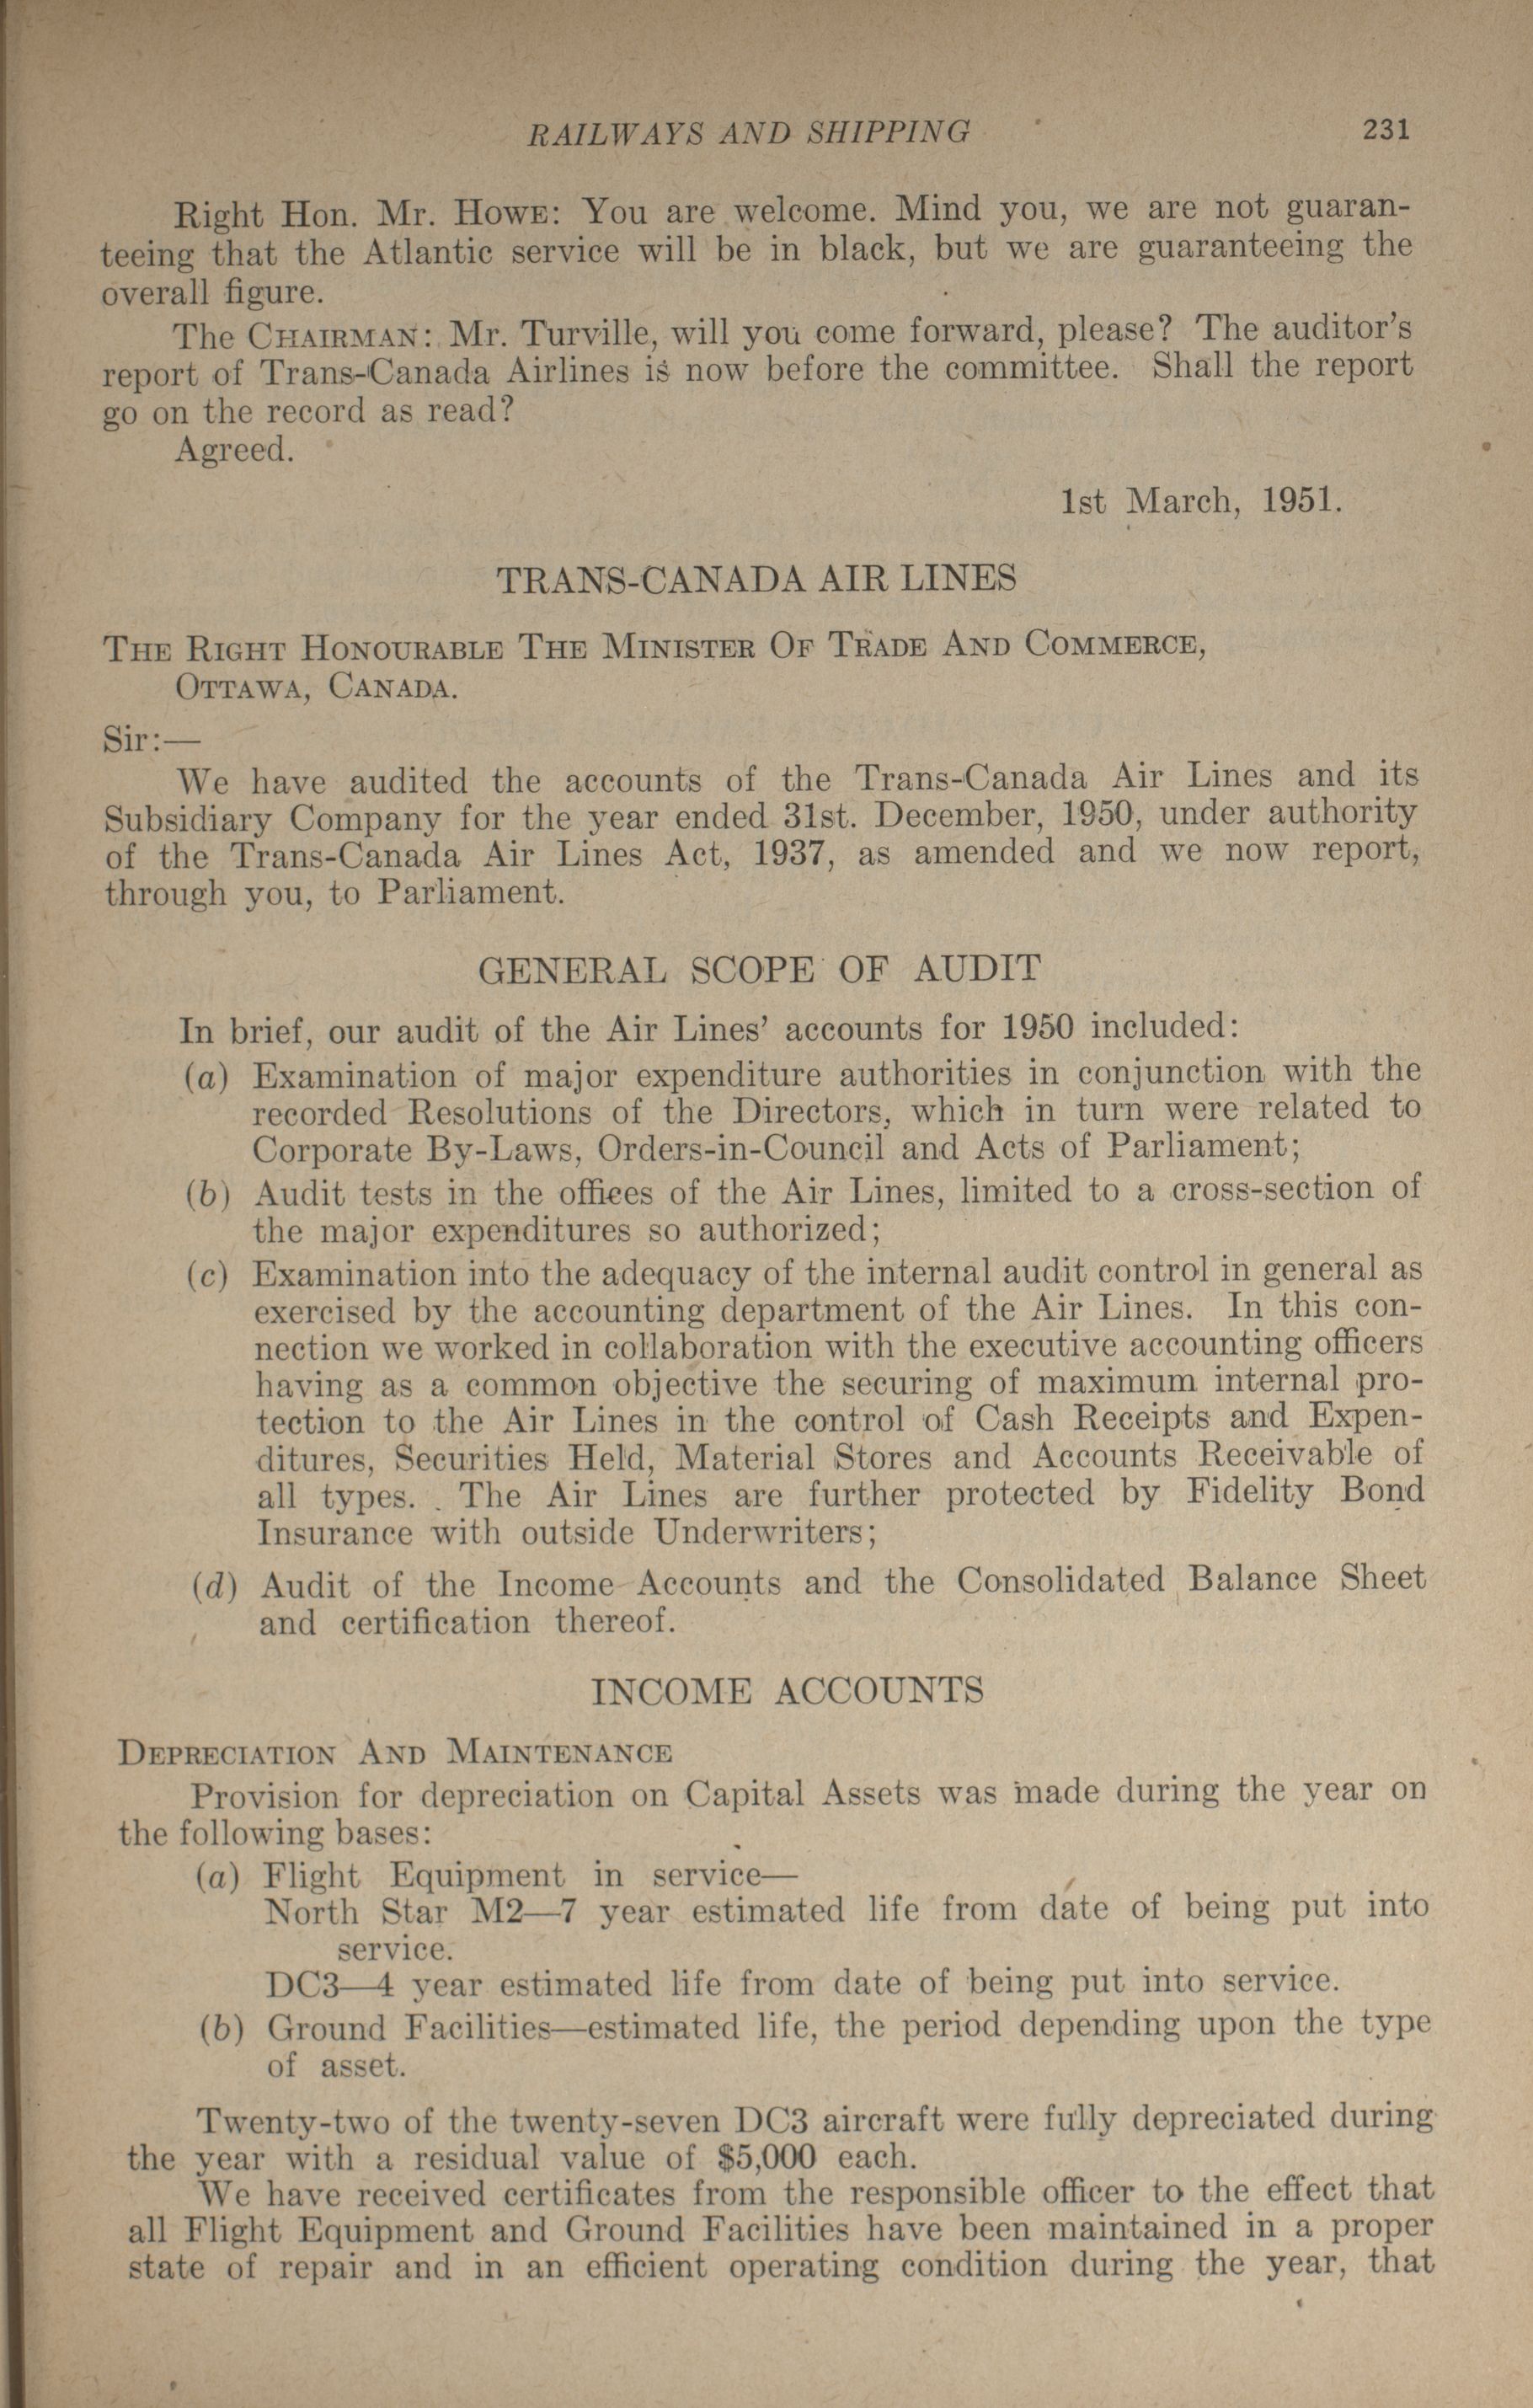 RAILWAYS AND SHIPPING 231
Right Hon. Mr. HOWE: You are welcome. Mind you, we are not guaran-
teeing that the Atlantic service will be in black, but we are guaranteeing the
overall figure.
The CHAIRMAN: Mr. Turville, will you come forward, please? The auditor's
report of Trans-Canada Airlines is now before the committee. Shall the report
go on the record as read?
Agreed.
1st March, 1951.
TRANS-CANADA AIR LINES
THE RIGHT HONOURABLE THE MINISTER OF TRADE AND COMMERCE,
OTTAWA, CANADA.
Sir:—
We have audited the accounts of the Trans-Canada Air Lines and its
Subsidiary Company for the year ended 31st. December, 1950, under authority
of the Trans-Canada Air Lines Act, 1937, as amended and we now report,
through you, to Parliament.
GENERAL SCOPE OF AUDIT
In brief, our audit of the Air Lines' accounts for 1950 included:
(a) Examination of major expenditure authorities in conjunction with the
recorded Resolutions of the Directors, which in turn were related to
Corporate By-Laws, Orders-in-Council and Acts of Parliament;
(b) Audit tests in the offices of the Air Lines, limited to a cross-section of
the major expenditures so authorized;
(c) Examination into the adequacy of the internal audit control in general as
exercised by the accounting department of the Air Lines. In this con-
nection we worked in collaboration with the executive accounting officers
having as a common objective the securing of maximum internal pro-
tection to the Air Lines in the control of Cash Receipts and Expen-
ditures, Securities Held, Material Stores and Accounts Receivable of
all types. The Air Lines are further protected by Fidelity Bond
Insurance with outside Underwriters;
(d) Audit of the Income Accounts and the Consolidated Balance Sheet
and certification thereof.
INCOME ACCOUNTS
DEPRECIATION AND MAINTENANCE
Provision for depreciation on Capital Assets was made during the year on
the following bases:
(a) Flight Equipment in service—
North Star M2—7 year estimated life from date of being put into
service.
DC3—4 year estimated life from date of being put into service.
(b) Ground Facilities—estimated life, the period depending upon the type
of asset.
Twenty-two of the twenty-seven DC3 aircraft were fully depreciated during
the year with a residual value of $5,000 each.
We have received certificates from the responsible officer to the effect that
all Flight Equipment and Ground Facilities have been maintained in a proper
state of repair and in an efficient operating condition during the year, that